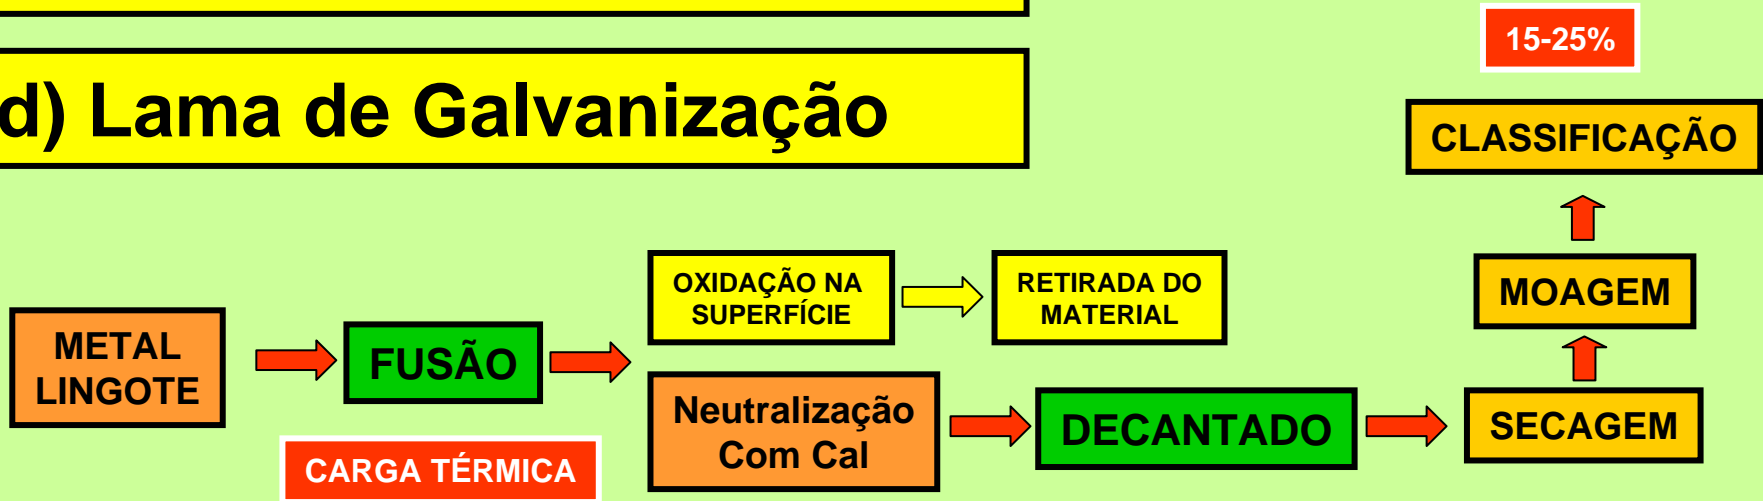 15-25%
d) Lama de Galvanização
CLASSIFICAÇÃO
OXIDAÇÃO NA
SUPERFÍCIE
RETIRADA DO
MATERIAL
MOAGEM
METAL
LINGOTE
FUSÃO
Neutralização
Com Cal
DECANTADO
SECAGEM
CARGA TÉRMICA